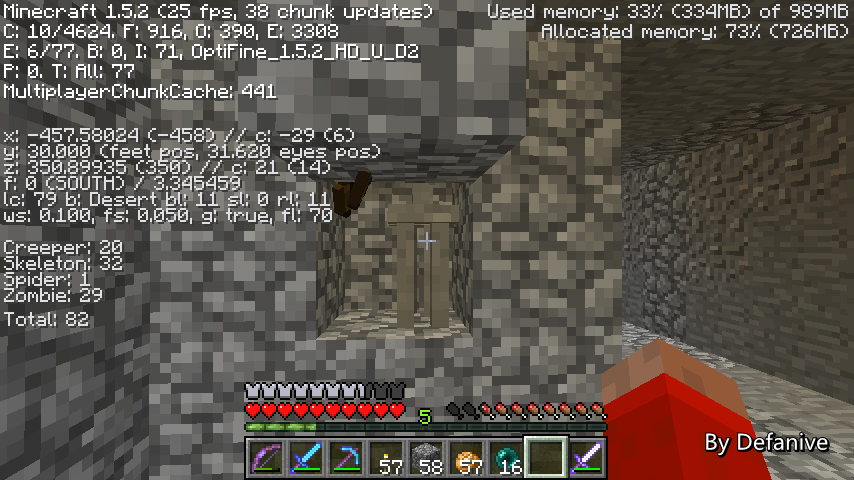 Minecraft 1.5.2 (25 fps, 38 chunk updates)
C: 10/4624, F: 916, O: 390, E: 3308
E: 6/77. B: 0, I: 71, OptiFine_1.5.2_HD_U_D2
P: 0. T: All: 77
MultiplayerChunkCache: 441
Used memory: 33% (334MB) of 989MB
Allocated memory: 73% (726MB)
x: -457.58024 (-458) // c: -29 (6)
y: 30.000 (feet pos, 31.620 eyes pos)
z: 350.89935 (350) // c: 21 (14)
f: 0 (SOUTH) / 3.345459
lc: 79 b: Desert bl: 11 sl: 0 rl: 11
ws: 0.100, fs: 0.050, g: true, fl: 70
Creeper: 20
Skeleton: 32
Spider: 1
Zombie: 29
Total: 82
5
57 58 57 16
By Defanive